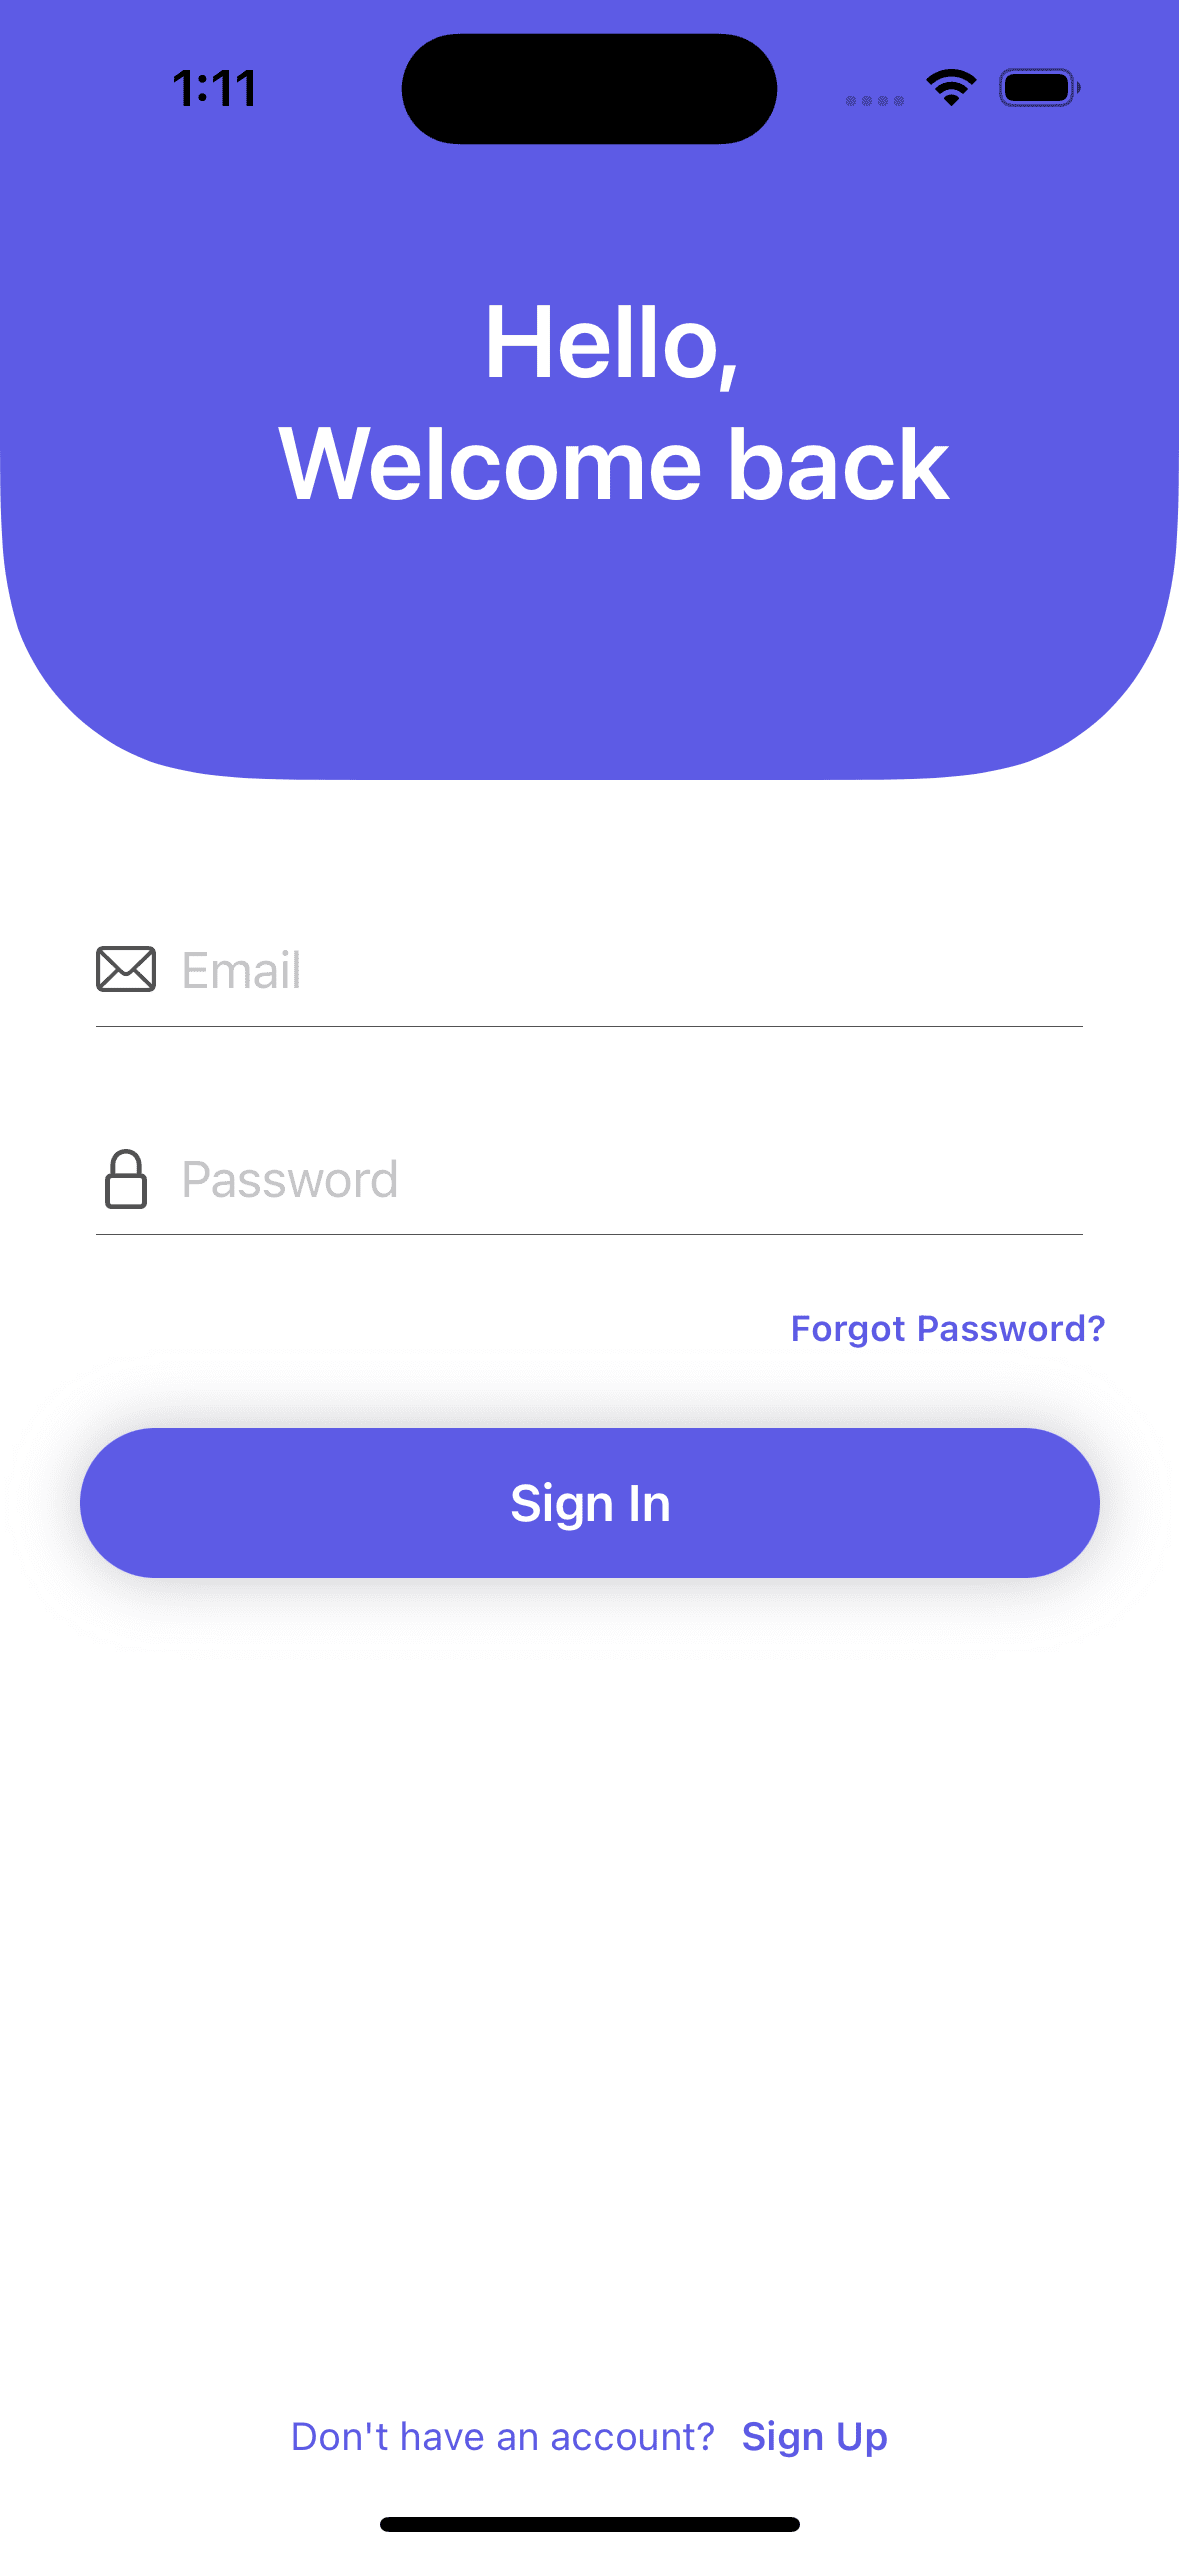 1:11
Hello,
Welcome back
Email
Password
Forgot Password?
Sign In
Don't have an account? Sign Up